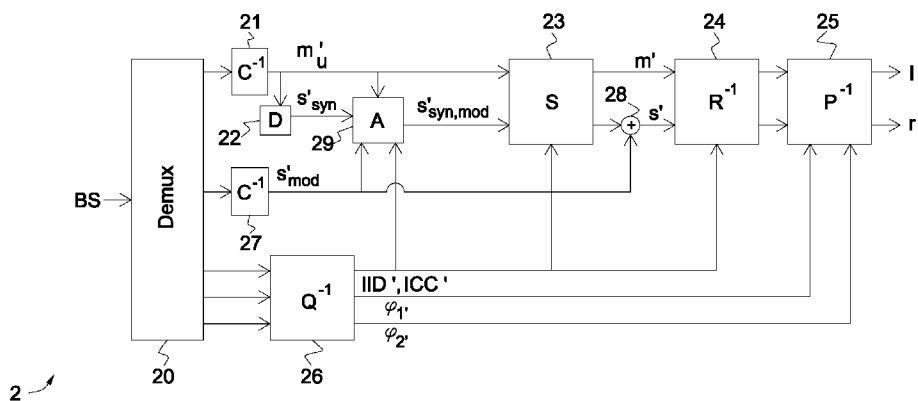 21
23
24
25
C⁻¹
m'u
m'
l
D
s'syn
A
s'syn,mod
S
28
+
s'
R⁻¹
P⁻¹
r
22
29
BS
Demux
C⁻¹
s'mod
27
Q⁻¹
IID', ICC'
φ1'
φ2'
20
26
2